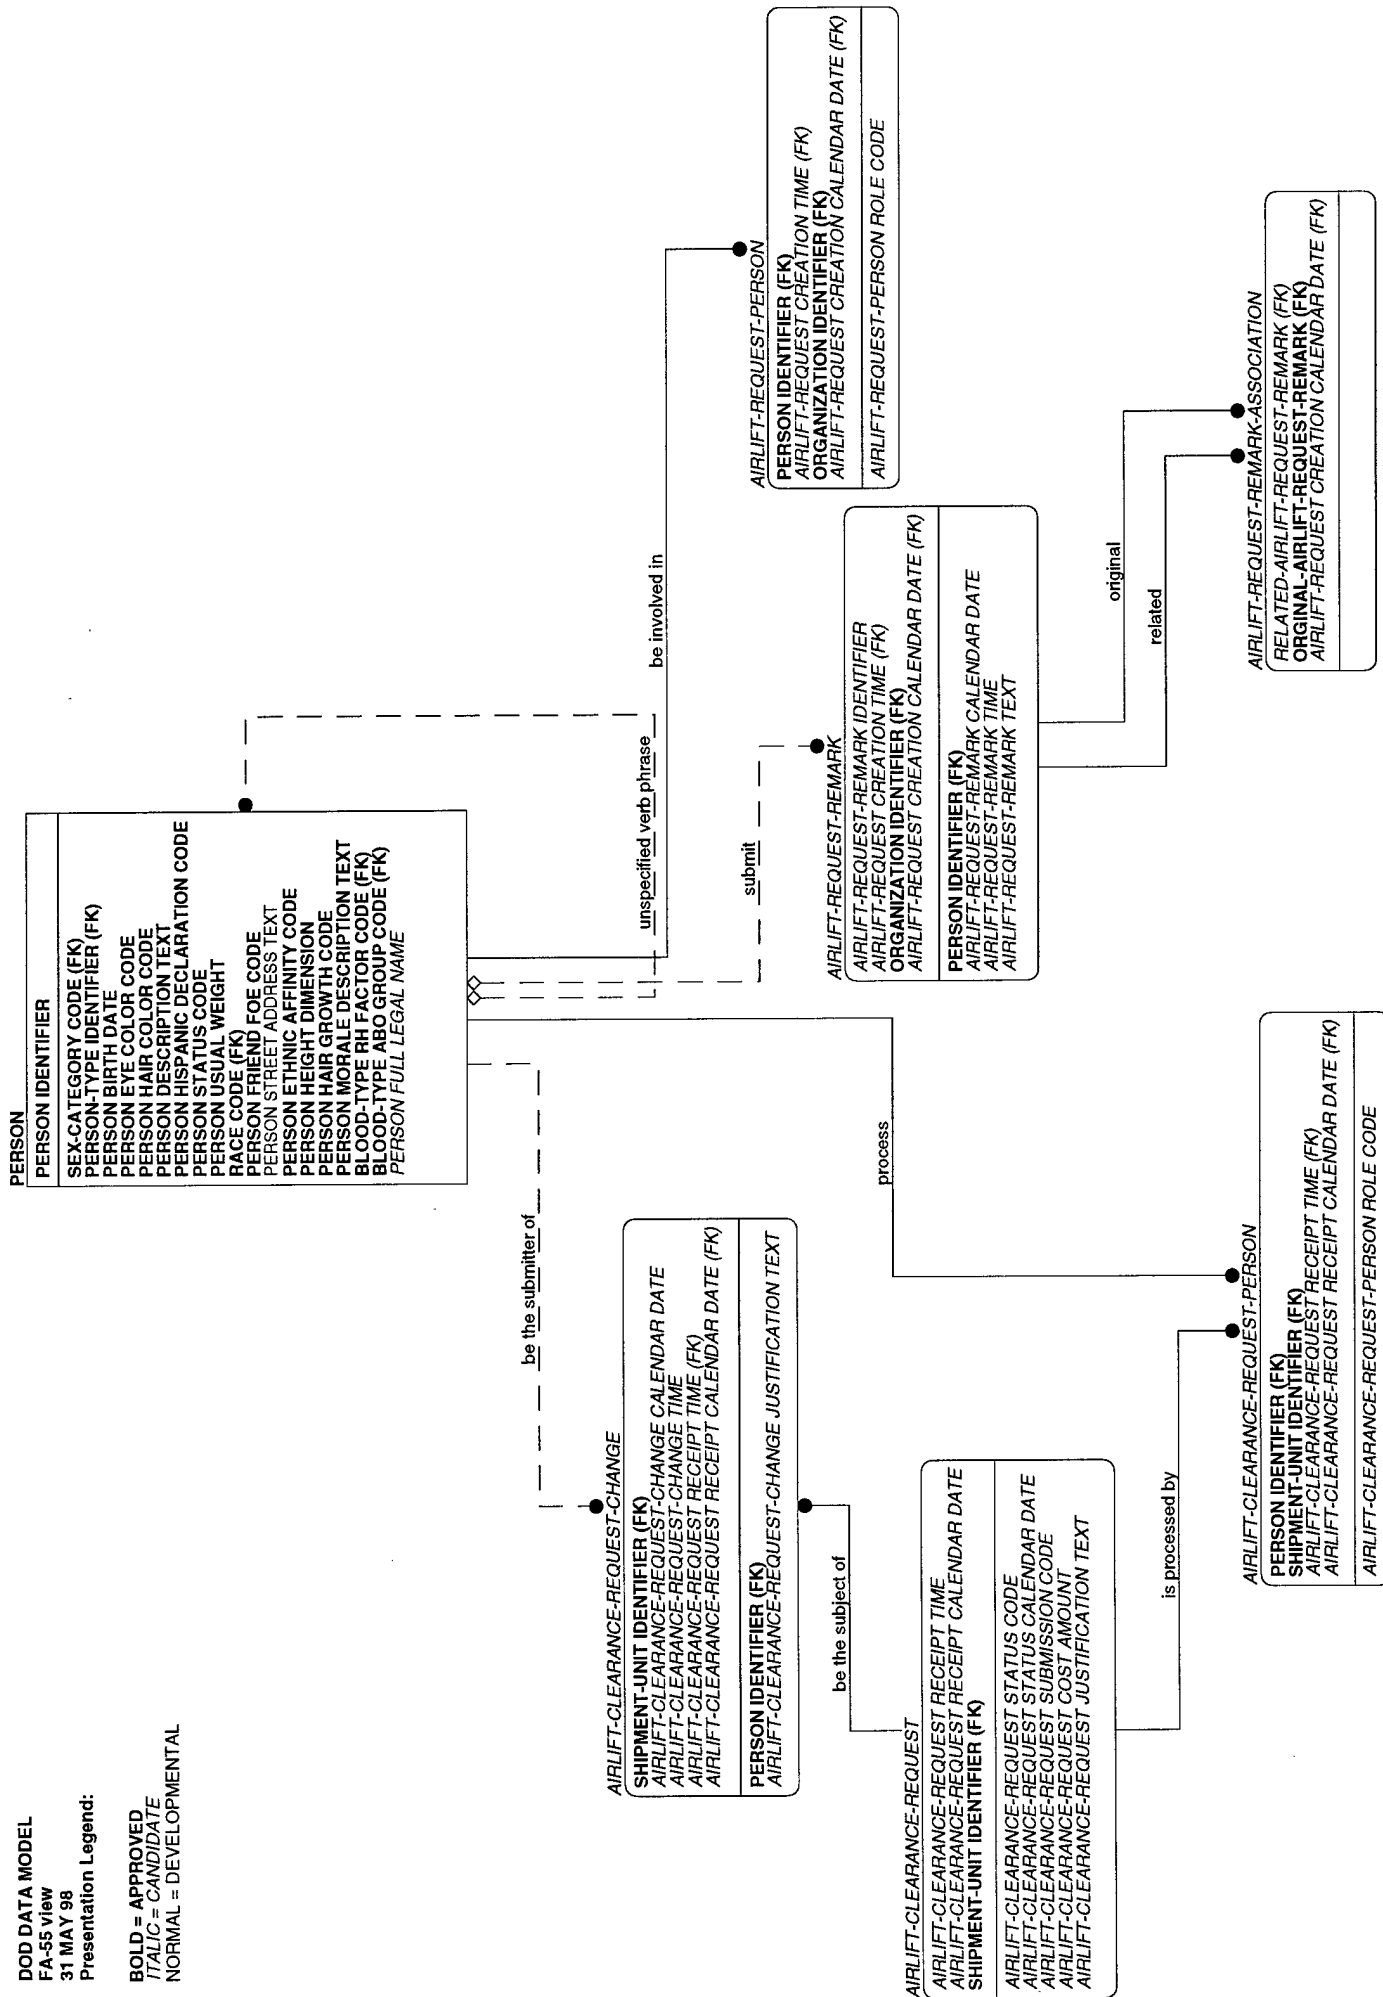 DOD DATA MODEL
FA-55 view
31 MAY 98
Presentation Legend:
BOLD = APPROVED
ITALIC = CANDIDATE
NORMAL = DEVELOPMENTAL
PERSON
PERSON IDENTIFIER
SEX-CATEGORY CODE (FK)
PERSON-TYPE IDENTIFIER (FK)
PERSON BIRTH DATE
PERSON EYE COLOR CODE
PERSON HAIR COLOR CODE
PERSON DESCRIPTION TEXT
PERSON HISPANIC DECLARATION CODE
PERSON STATUS CODE
PERSON USUAL WEIGHT
RACE CODE (FK)
PERSON FRIEND FOE CODE
PERSON STREET ADDRESS TEXT
PERSON ETHNIC AFFINITY CODE
PERSON HEIGHT DIMENSION
PERSON HAIR GROWTH CODE
PERSON MORALE DESCRIPTION TEXT
BLOOD-TYPE RH FACTOR CODE (FK)
BLOOD-TYPE ABO GROUP CODE (FK)
PERSON FULL LEGAL NAME
be the submitter of
unspecified verb phrase
be involved in
submit
process
AIRLIFT-CLEARANCE-REQUEST-CHANGE
SHIPMENT-UNIT IDENTIFIER (FK)
AIRLIFT-CLEARANCE-REQUEST-CHANGE CALENDAR DATE
AIRLIFT-CLEARANCE-REQUEST-CHANGE TIME
AIRLIFT-CLEARANCE-REQUEST RECEIPT TIME (FK)
AIRLIFT-CLEARANCE-REQUEST RECEIPT CALENDAR DATE (FK)
PERSON IDENTIFIER (FK)
AIRLIFT-CLEARANCE-REQUEST-CHANGE JUSTIFICATION TEXT
be the subject of
AIRLIFT-REQUEST-PERSON
PERSON IDENTIFIER (FK)
AIRLIFT-REQUEST CREATION TIME (FK)
ORGANIZATION IDENTIFIER (FK)
AIRLIFT-REQUEST CREATION CALENDAR DATE (FK)
AIRLIFT-REQUEST-PERSON ROLE CODE
AIRLIFT-REQUEST-REMARK
AIRLIFT-REQUEST-REMARK IDENTIFIER
AIRLIFT-REQUEST CREATION TIME (FK)
ORGANIZATION IDENTIFIER (FK)
AIRLIFT-REQUEST CREATION CALENDAR DATE (FK)
PERSON IDENTIFIER (FK)
AIRLIFT-REQUEST-REMARK CALENDAR DATE
AIRLIFT-REQUEST-REMARK TIME
AIRLIFT-REQUEST-REMARK TEXT
original
related
AIRLIFT-CLEARANCE-REQUEST
AIRLIFT-CLEARANCE-REQUEST RECEIPT TIME
AIRLIFT-CLEARANCE-REQUEST RECEIPT CALENDAR DATE
SHIPMENT-UNIT IDENTIFIER (FK)
AIRLIFT-CLEARANCE-REQUEST STATUS CODE
AIRLIFT-CLEARANCE-REQUEST STATUS CALENDAR DATE
AIRLIFT-CLEARANCE-REQUEST SUBMISSION CODE
AIRLIFT-CLEARANCE-REQUEST COST AMOUNT
AIRLIFT-CLEARANCE-REQUEST JUSTIFICATION TEXT
is processed by
AIRLIFT-CLEARANCE-REQUEST-PERSON
PERSON IDENTIFIER (FK)
SHIPMENT-UNIT IDENTIFIER (FK)
AIRLIFT-CLEARANCE-REQUEST RECEIPT TIME (FK)
AIRLIFT-CLEARANCE-REQUEST RECEIPT CALENDAR DATE (FK)
AIRLIFT-CLEARANCE-REQUEST-PERSON ROLE CODE
AIRLIFT-REQUEST-REMARK-ASSOCIATION
RELATED-AIRLIFT-REQUEST-REMARK (FK)
ORGINAL-AIRLIFT-REQUEST-REMARK (FK)
AIRLIFT-REQUEST CREATION CALENDAR DATE (FK)